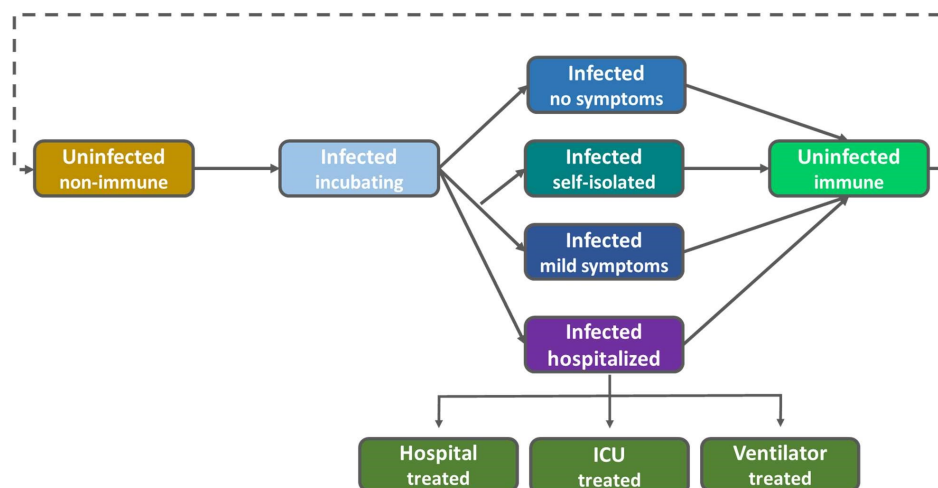 Infected
no symptoms
Uninfected
non-immune
Infected
incubating
Infected
self-isolated
Uninfected
immune
Infected
mild symptoms
Infected
hospitalized
Hospital
treated
ICU
treated
Ventilator
treated